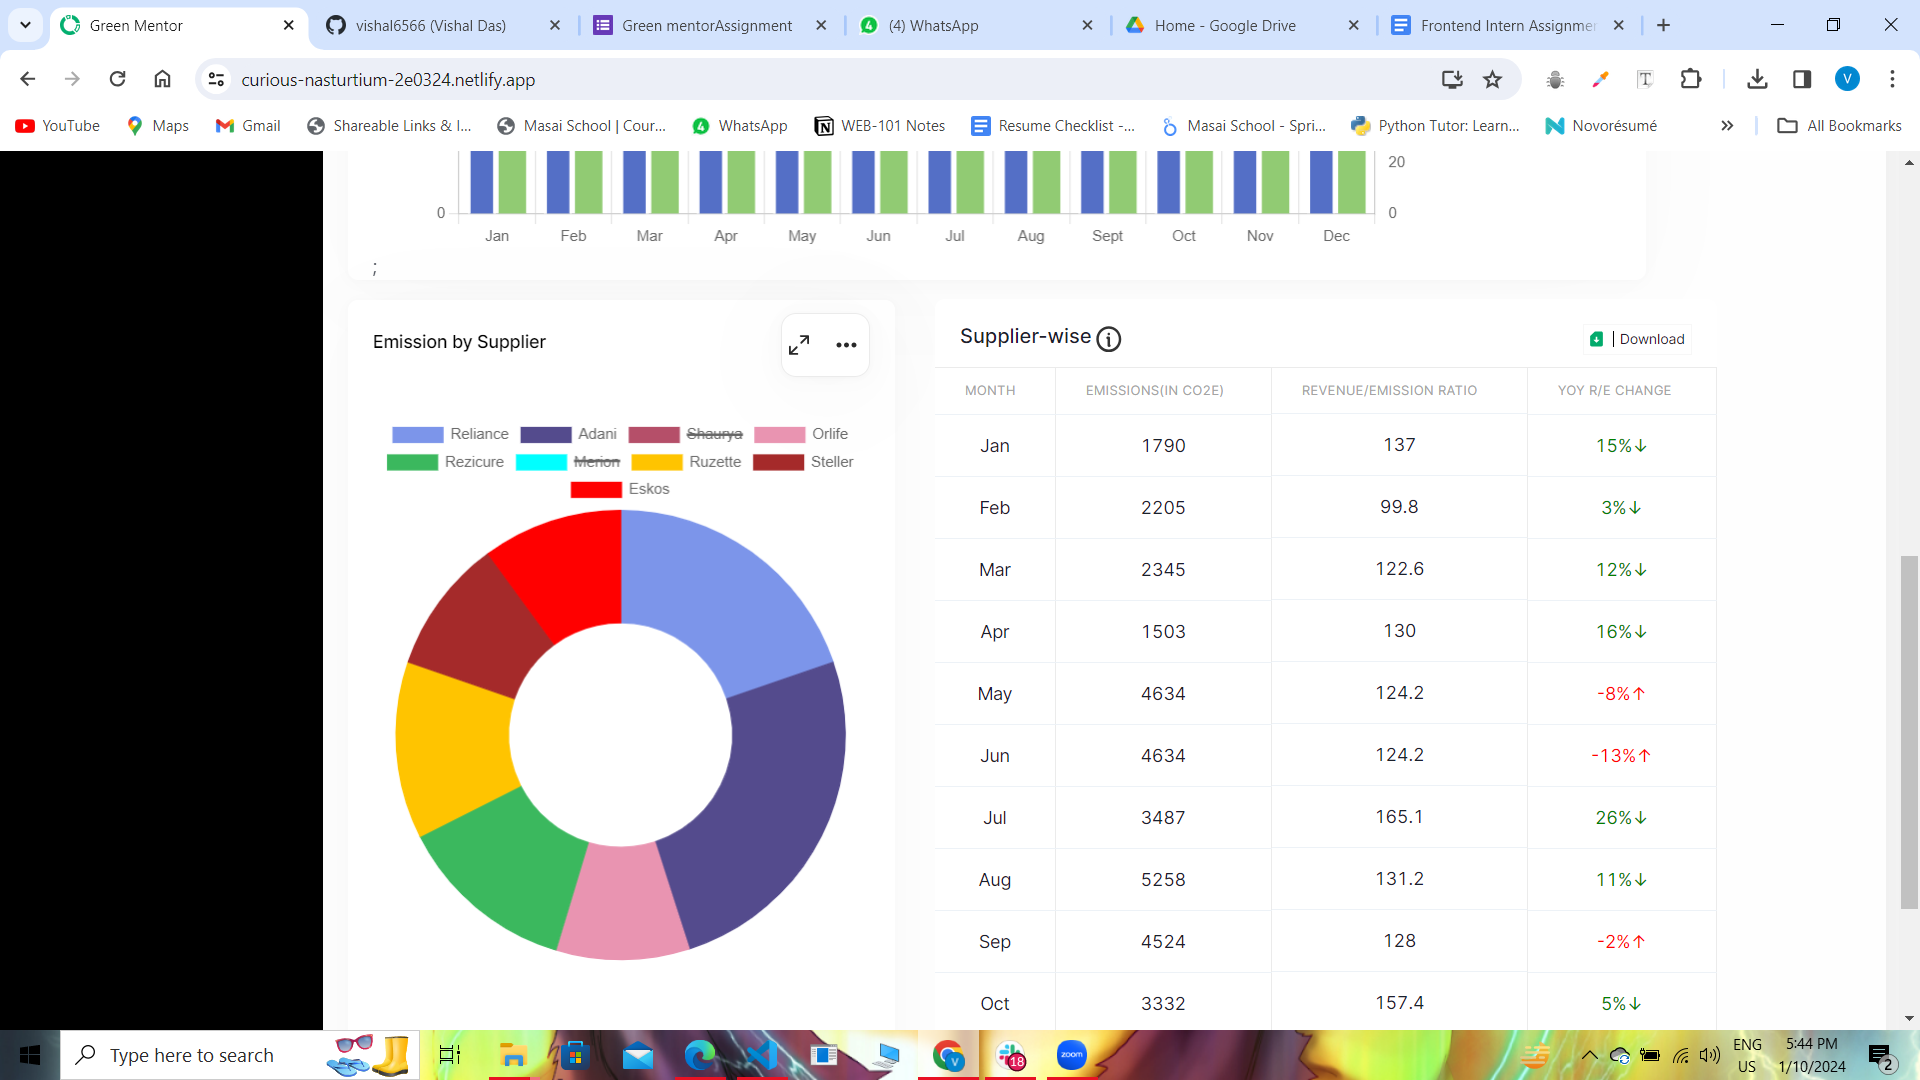 Green Mentor
vishal6566 (Vishal Das)
Green mentorAssignment
(4) WhatsApp
Home - Google Drive
Frontend Intern Assignmen
curious-nasturtium-2e0324.netlify.app
V
YouTube
Maps
Gmail
Shareable Links & I...
Masai School | Cour...
WhatsApp
WEB-101 Notes
Resume Checklist -...
Masai School - Spri...
Python Tutor: Learn...
Novorésumé
All Bookmarks
20
0
0
Jan Feb Mar Apr May Jun Jul Aug Sept Oct Nov Dec
;
Emission by Supplier
Reliance Adani Shaurya Orlife
Rezicure Merion Ruzette Steller
Eskos
Supplier-wise
| Download
MONTH EMISSIONS(IN CO2E) REVENUE/EMISSION RATIO YOY R/E CHANGE
Jan 1790 137 15%↓
Feb 2205 99.8 3%↓
Mar 2345 122.6 12%↓
Apr 1503 130 16%↓
May 4634 124.2 -8%↑
Jun 4634 124.2 -13%↑
Jul 3487 165.1 26%↓
Aug 5258 131.2 11%↓
Sep 4524 128 -2%↑
Oct 3332 157.4 5%↓
Type here to search
V
18
zoom
ENG
US
5:44 PM
1/10/2024
2